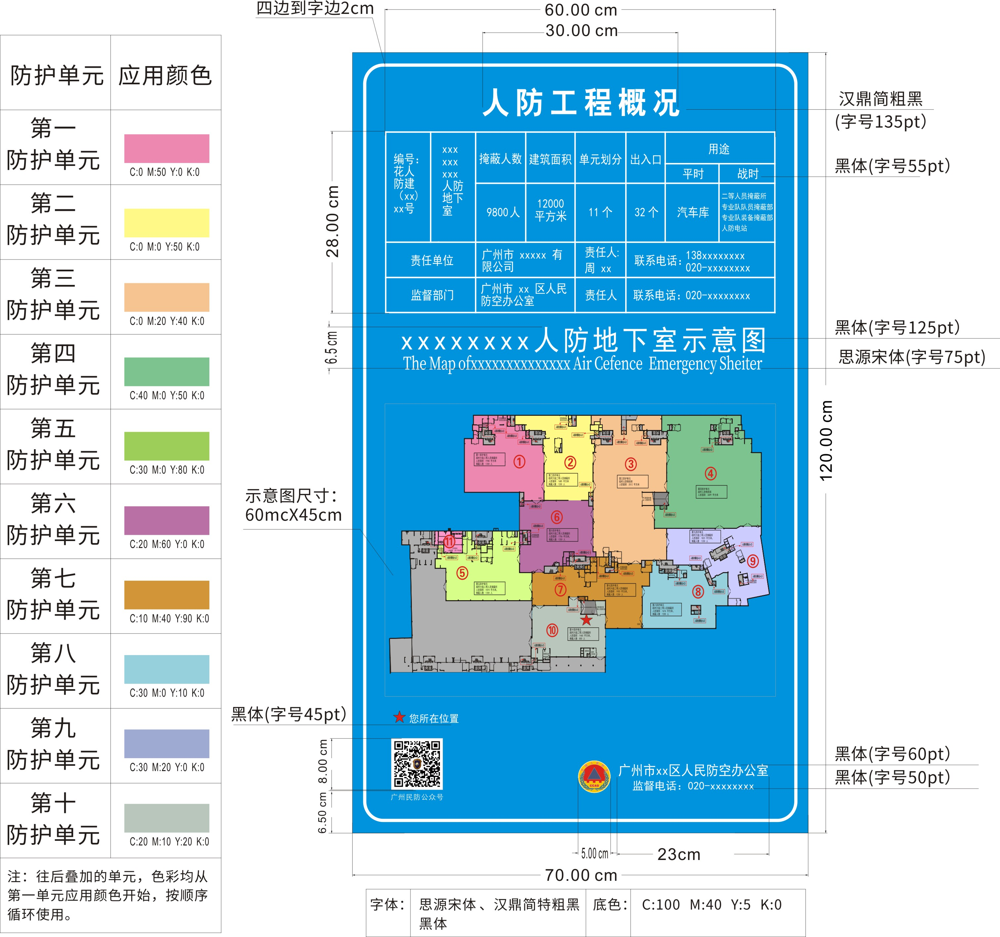 四边到字边2cm
60.00 cm
30.00 cm
防护单元 应用颜色
第一
防护单元
C:0 M:50 Y:0 K:0
第二
防护单元
C:0 M:0 Y:50 K:0
第三
防护单元
C:0 M:20 Y:40 K:0
第四
防护单元
C:40 M:0 Y:50 K:0
第五
防护单元
C:30 M:0 Y:80 K:0
第六
防护单元
C:20 M:60 Y:0 K:0
第七
防护单元
C:10 M:40 Y:90 K:0
第八
防护单元
C:30 M:0 Y:10 K:0
第九
防护单元
C:30 M:20 Y:0 K:0
第十
防护单元
C:20 M:10 Y:20 K:0
注：往后叠加的单元，色彩均从
第一单元应用颜色开始，按顺序
循环使用。
人防工程概况
汉鼎简粗黑
(字号135pt）
编号：
花人
防建
（xx）
xx号
xxx
xxx
xxx
人防
地下
室
掩蔽人数
建筑面积
单元划分
出入口
用途
平时
战时
黑体(字号55pt）
9800人
12000
平方米
11 个
32 个
汽车库
二等人员掩蔽所
专业队队员掩蔽部
专业队装备掩蔽部
人防电站
28.00 cm
责任单位
广州市 xxxxx 有
限公司
责任人：
周 xx
联系电话：
138xxxxxxxx
020-xxxxxxxx
监督部门
广州市 xx 区人民
防空办公室
责任人
联系电话：020-xxxxxxxx
6.5cm
xxxxxxxxx人防地下室示意图
The Map ofxxxxxxxxxxxxxx Air Cefence Emergency Sheiter
黑体(字号125pt）
思源宋体(字号75pt)
120.00 cm
示意图尺寸：
60mcX45cm
①
②
③
④
⑥
⑪
⑤
⑦
⑧
⑨
⑩
黑体(字号45pt）
您所在位置
8.00 cm
6.50 cm
广州民防公众号
CCAD
广州市xx区人民防空办公室
监督电话：020-xxxxxxxx
黑体(字号60pt）
黑体(字号50pt）
5.00 cm
23cm
70.00 cm
字体：
思源宋体、汉鼎简特粗黑
黑体
底色：
C:100 M:40 Y:5 K:0